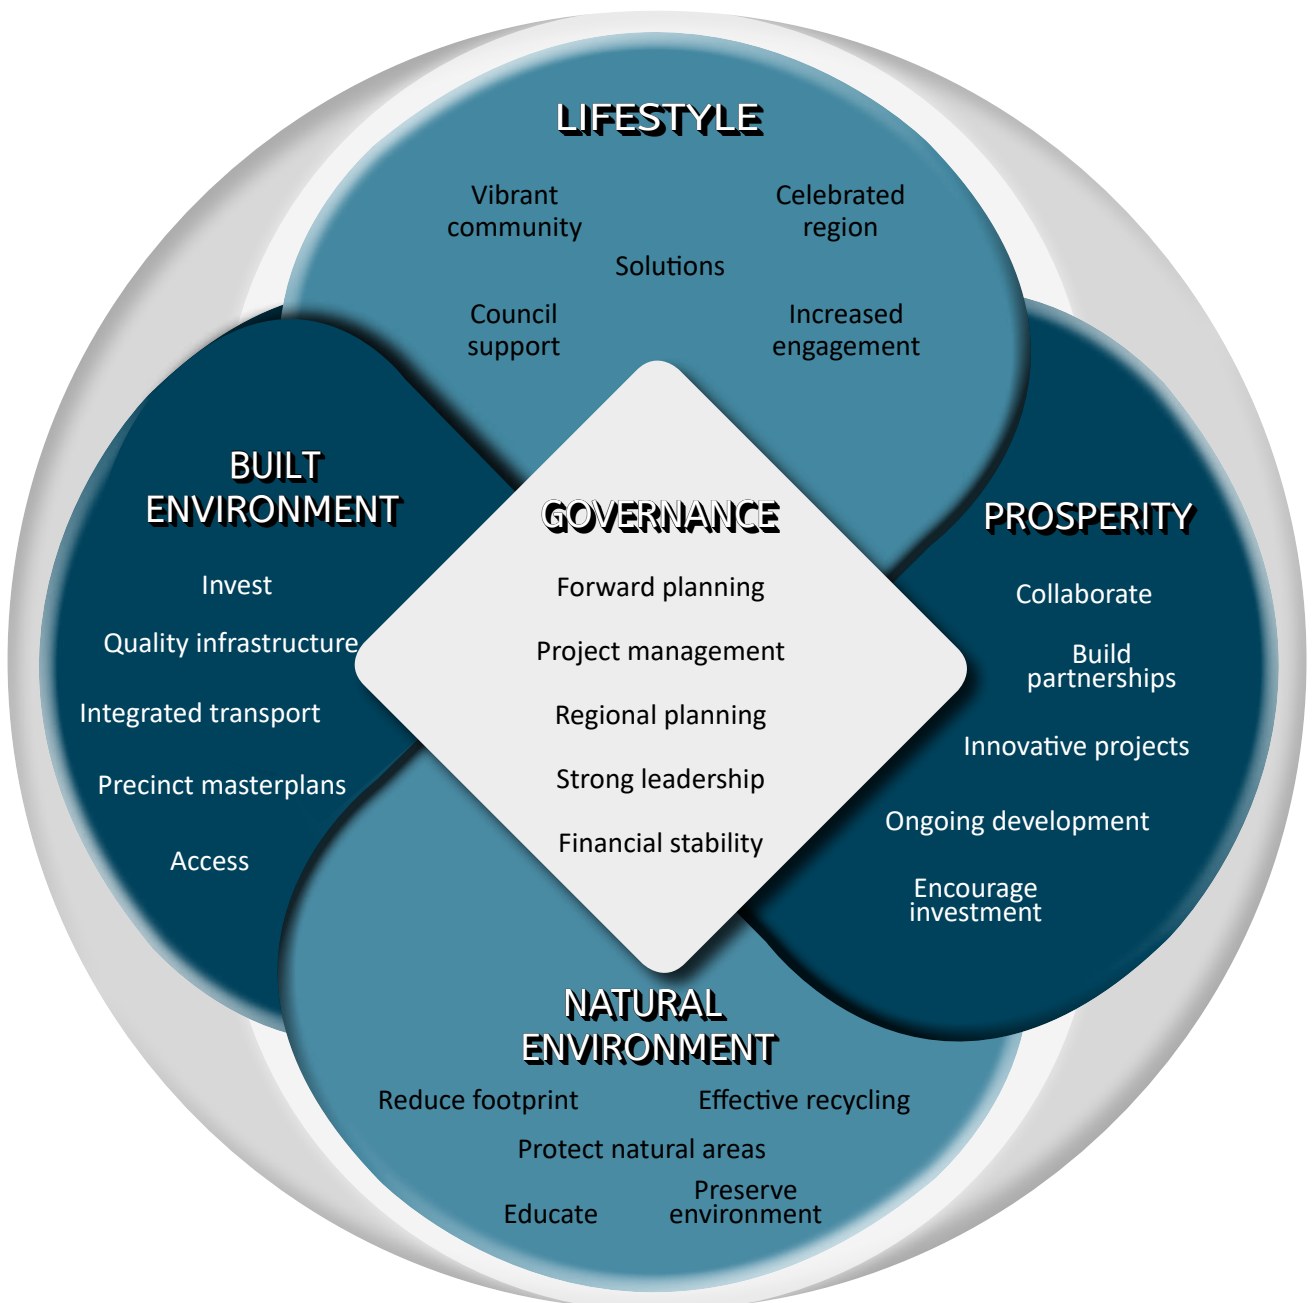 LIFESTYLE
Vibrant
community
Celebrated
region
Solutions
Council
support
Increased
engagement
BUILT
ENVIRONMENT
Invest
Quality infrastructure
Integrated transport
Precinct masterplans
Access
GOVERNANCE
Forward planning
Project management
Regional planning
Strong leadership
Financial stability
PROSPERITY
Collaborate
Build
partnerships
Innovative projects
Ongoing development
Encourage
investment
NATURAL
ENVIRONMENT
Reduce footprint
Effective recycling
Protect natural areas
Educate
Preserve
environment